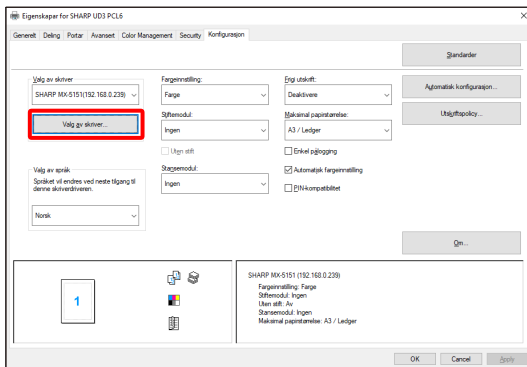 Eigenskapar for SHARP UD3 PCL6
Generelt Deling Portar Avansert Color Management Security Konfigurasjon
Standarder
Valg av skriver
SHARP MX-5151(192.168.0.239)
Valg av skriver...
Fargeinnstilling:
Farge
Frigi utskrift:
Deaktivere
Automatisk konfigurasjon...
Stiftemodul:
Ingen
Maksimal papirstørrelse:
A3 / Ledger
Utskriftspolicy...
Uten stift
Enkel pålogging
Valg av språk
Språket vil endres ved neste tilgang til
denne skriverdriveren.
Norsk
Stansemodul:
Ingen
Automatisk fargeinnstilling
PIN-kompatibilitet
Om...
1
SHARP MX-5151 (192.168.0.239)
Fargeinnstilling: Farge
Stiftemodul: Ingen
Uten stift: Av
Stansemodul: Ingen
Maksimal papirstørrelse: A3 / Ledger
OK Cancel Apply